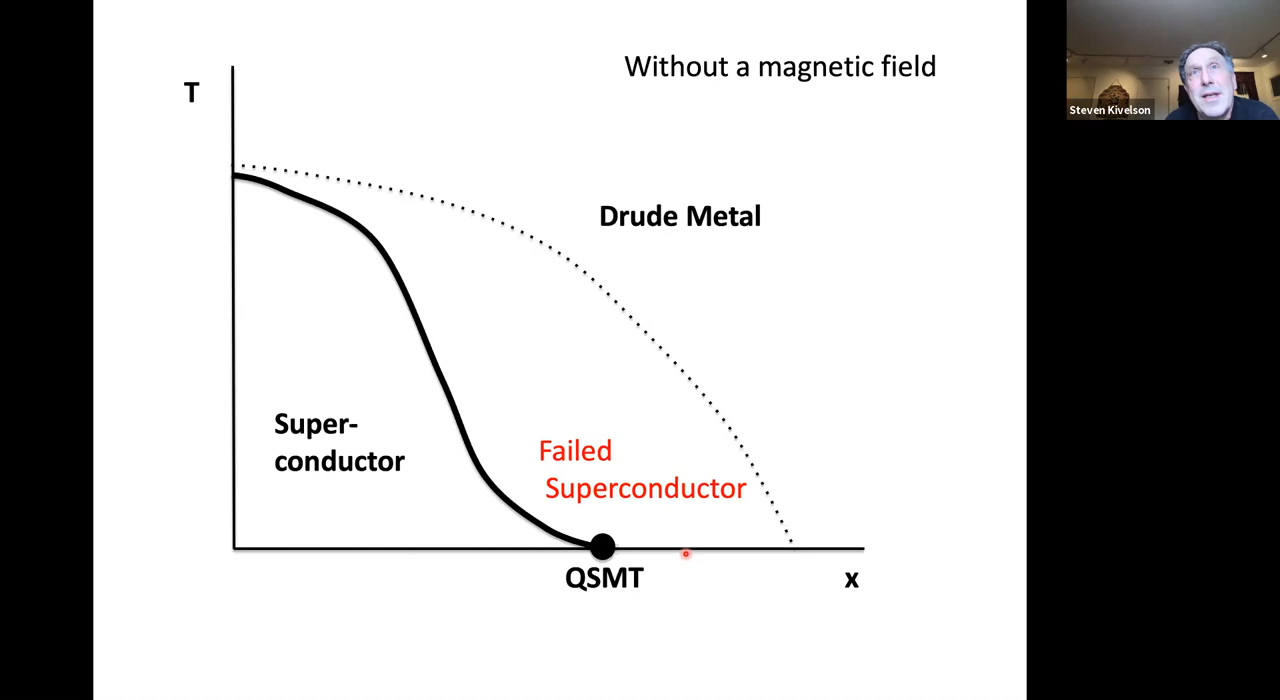 Without a magnetic field
T
Steven Kivelson
Drude Metal
Super-
conductor
Failed
Superconductor
QSMT
x